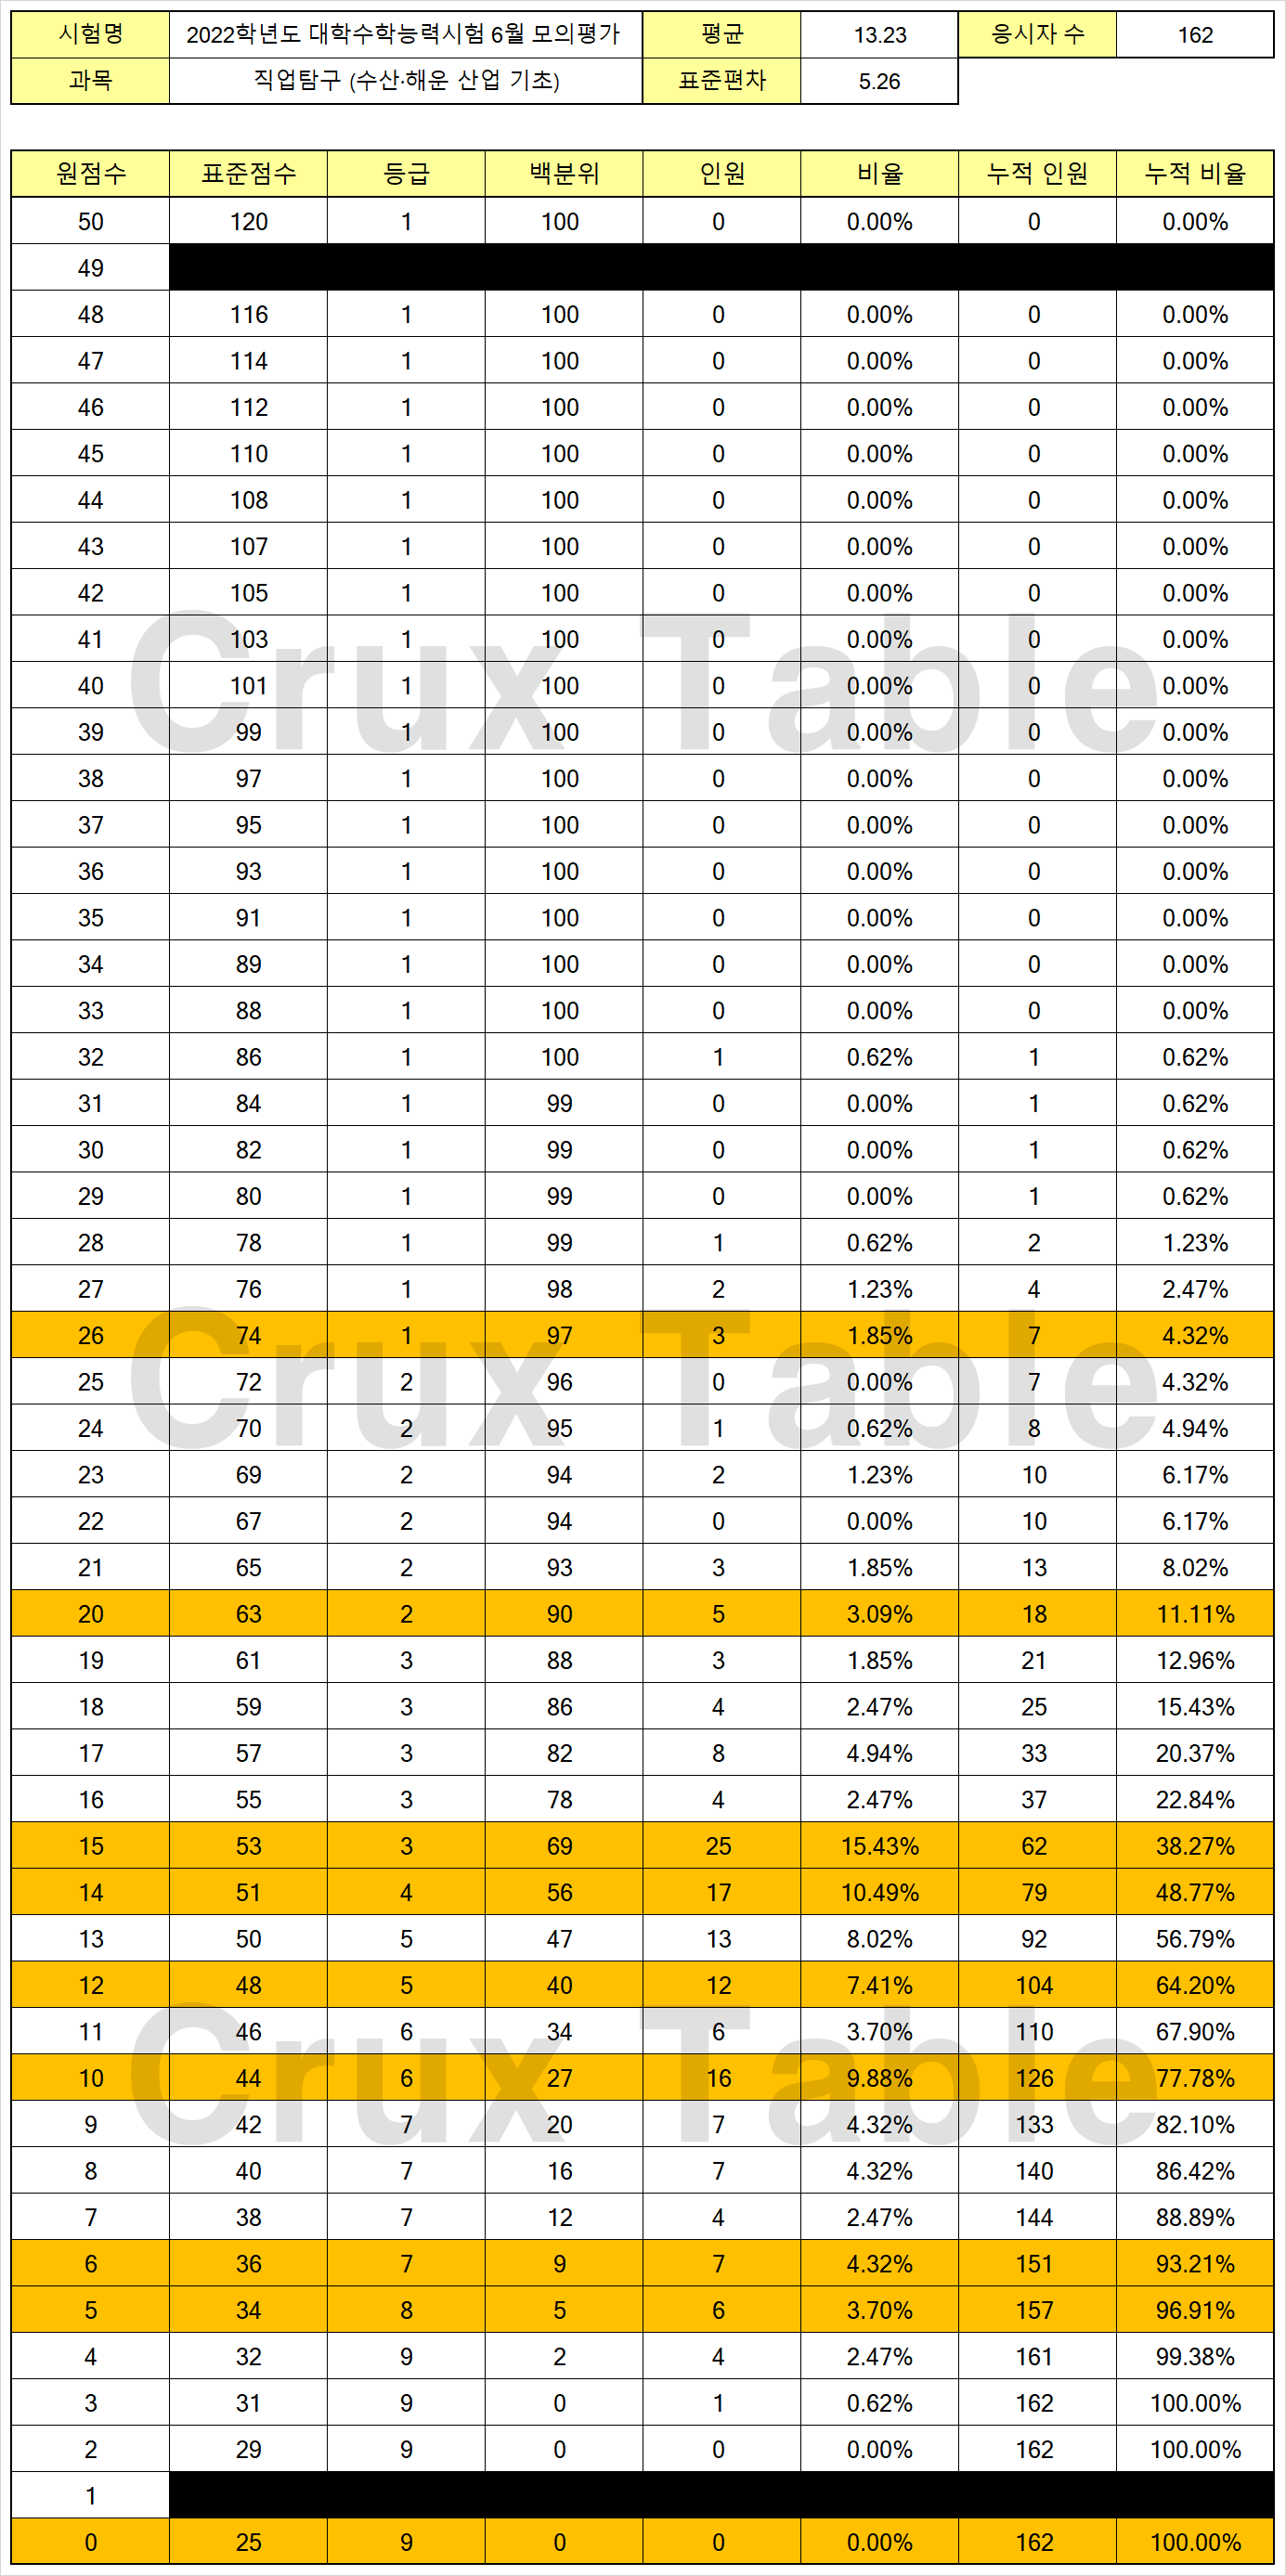 시험명 2022학년도 대학수학능력시험 6월 모의평가 평균 13.23 응시자 수 162
과목 직업탐구 (수산·해운 산업 기초) 표준편차 5.26
원점수 표준점수 등급 백분위 인원 비율 누적 인원 누적 비율
50 120 1 100 0 0.00% 0 0.00%
49
48 116 1 100 0 0.00% 0 0.00%
47 114 1 100 0 0.00% 0 0.00%
46 112 1 100 0 0.00% 0 0.00%
45 110 1 100 0 0.00% 0 0.00%
44 108 1 100 0 0.00% 0 0.00%
43 107 1 100 0 0.00% 0 0.00%
42 105 1 100 0 0.00% 0 0.00%
41 103 1 100 0 0.00% 0 0.00%
Crux Table
40 101 1 100 0 0.00% 0 0.00%
39 99 1 100 0 0.00% 0 0.00%
38 97 1 100 0 0.00% 0 0.00%
37 95 1 100 0 0.00% 0 0.00%
36 93 1 100 0 0.00% 0 0.00%
35 91 1 100 0 0.00% 0 0.00%
34 89 1 100 0 0.00% 0 0.00%
33 88 1 100 0 0.00% 0 0.00%
32 86 1 100 1 0.62% 1 0.62%
31 84 1 99 0 0.00% 1 0.62%
30 82 1 99 0 0.00% 1 0.62%
29 80 1 99 0 0.00% 1 0.62%
28 78 1 99 1 0.62% 2 1.23%
27 76 1 98 2 1.23% 4 2.47%
26 74 1 97 3 1.85% 7 4.32%
Crux Table
25 72 2 96 0 0.00% 7 4.32%
24 70 2 95 1 0.62% 8 4.94%
23 69 2 94 2 1.23% 10 6.17%
22 67 2 94 0 0.00% 10 6.17%
21 65 2 93 3 1.85% 13 8.02%
20 63 2 90 5 3.09% 18 11.11%
19 61 3 88 3 1.85% 21 12.96%
18 59 3 86 4 2.47% 25 15.43%
17 57 3 82 8 4.94% 33 20.37%
16 55 3 78 4 2.47% 37 22.84%
15 53 3 69 25 15.43% 62 38.27%
14 51 4 56 17 10.49% 79 48.77%
13 50 5 47 13 8.02% 92 56.79%
12 48 5 40 12 7.41% 104 64.20%
11 46 6 34 6 3.70% 110 67.90%
Crux Table
10 44 6 27 16 9.88% 126 77.78%
9 42 7 20 7 4.32% 133 82.10%
8 40 7 16 7 4.32% 140 86.42%
7 38 7 12 4 2.47% 144 88.89%
6 36 7 9 7 4.32% 151 93.21%
5 34 8 5 6 3.70% 157 96.91%
4 32 9 2 4 2.47% 161 99.38%
3 31 9 0 1 0.62% 162 100.00%
2 29 9 0 0 0.00% 162 100.00%
1
0 25 9 0 0 0.00% 162 100.00%